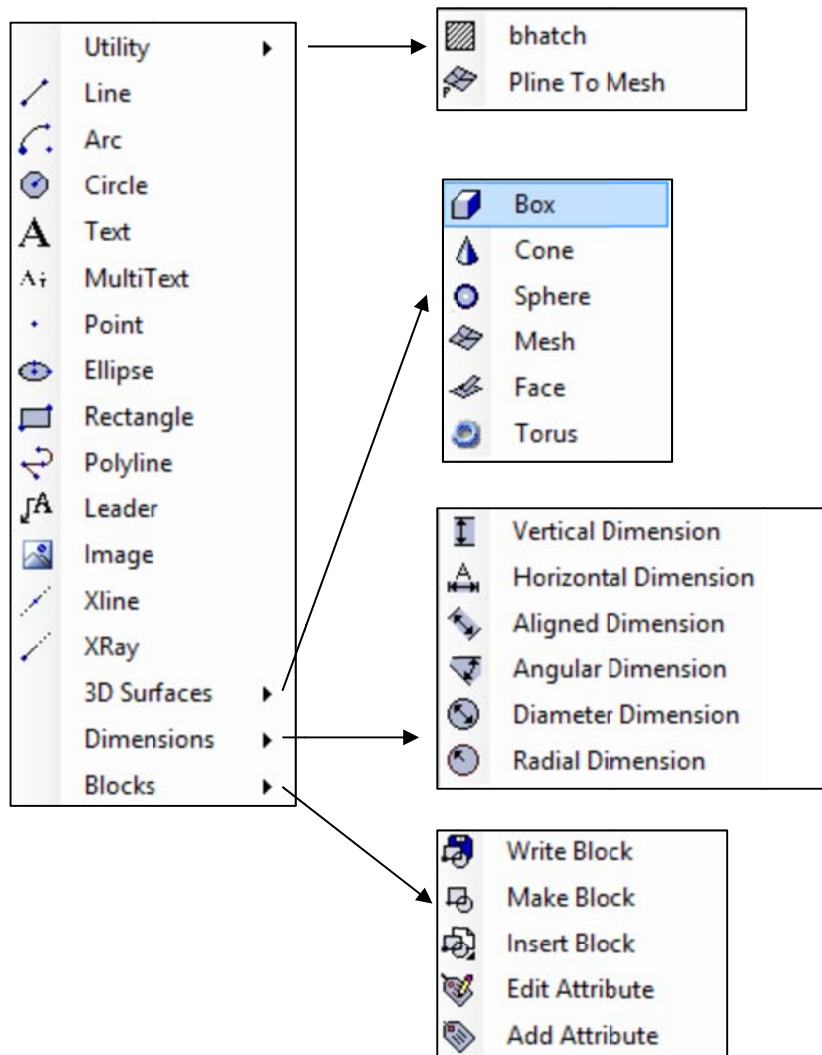 Utility
Line
Arc
Circle
Text
MultiText
Point
Ellipse
Rectangle
Polyline
Leader
Image
Xline
XRay
3D Surfaces
Dimensions
Blocks
bhatch
Pline To Mesh
Box
Cone
Sphere
Mesh
Face
Torus
Vertical Dimension
Horizontal Dimension
Aligned Dimension
Angular Dimension
Diameter Dimension
Radial Dimension
Write Block
Make Block
Insert Block
Edit Attribute
Add Attribute